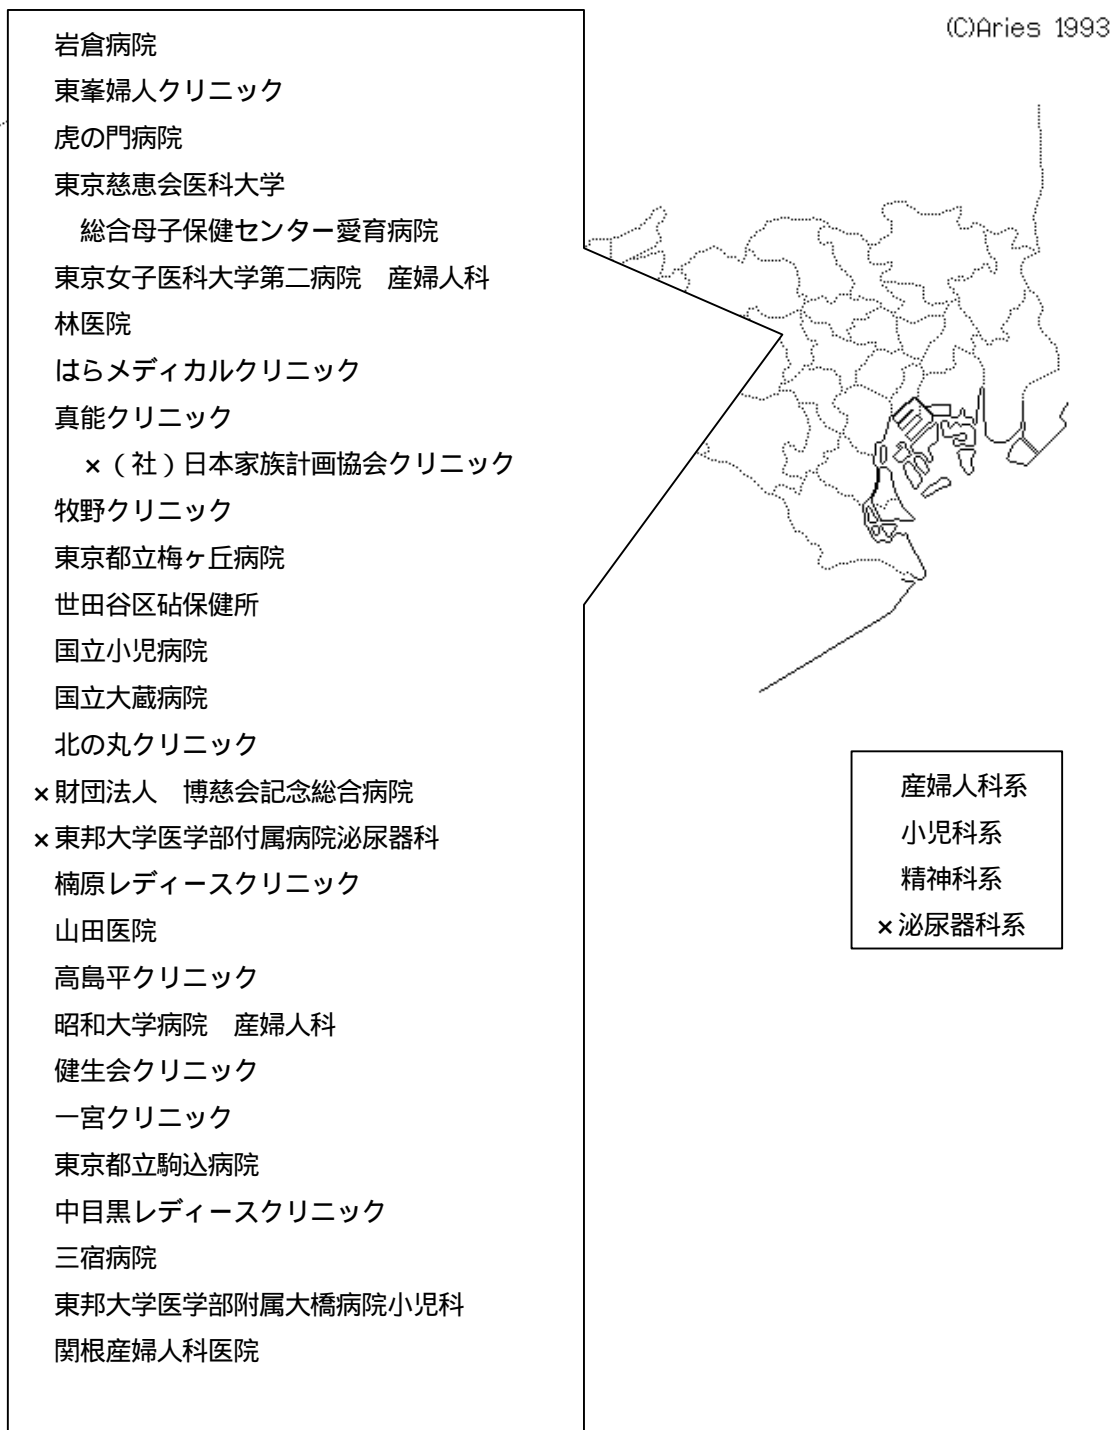 (C)Aries 1993
岩倉病院
東峯婦人クリニック
虎の門病院
東京慈恵会医科大学
総合母子保健センター愛育病院
東京女子医科大学第二病院　産婦人科
林医院
はらメディカルクリニック
真能クリニック
×（社）日本家族計画協会クリニック
牧野クリニック
東京都立梅ヶ丘病院
世田谷区砧保健所
国立小児病院
国立大蔵病院
北の丸クリニック
×財団法人　博慈会記念総合病院
×東邦大学医学部付属病院泌尿器科
楠原レディースクリニック
山田医院
高島平クリニック
昭和大学病院　産婦人科
健生会クリニック
一宮クリニック
東京都立駒込病院
中目黒レディースクリニック
三宿病院
東邦大学医学部附属大橋病院小児科
関根産婦人科医院
産婦人科系
小児科系
精神科系
×泌尿器科系